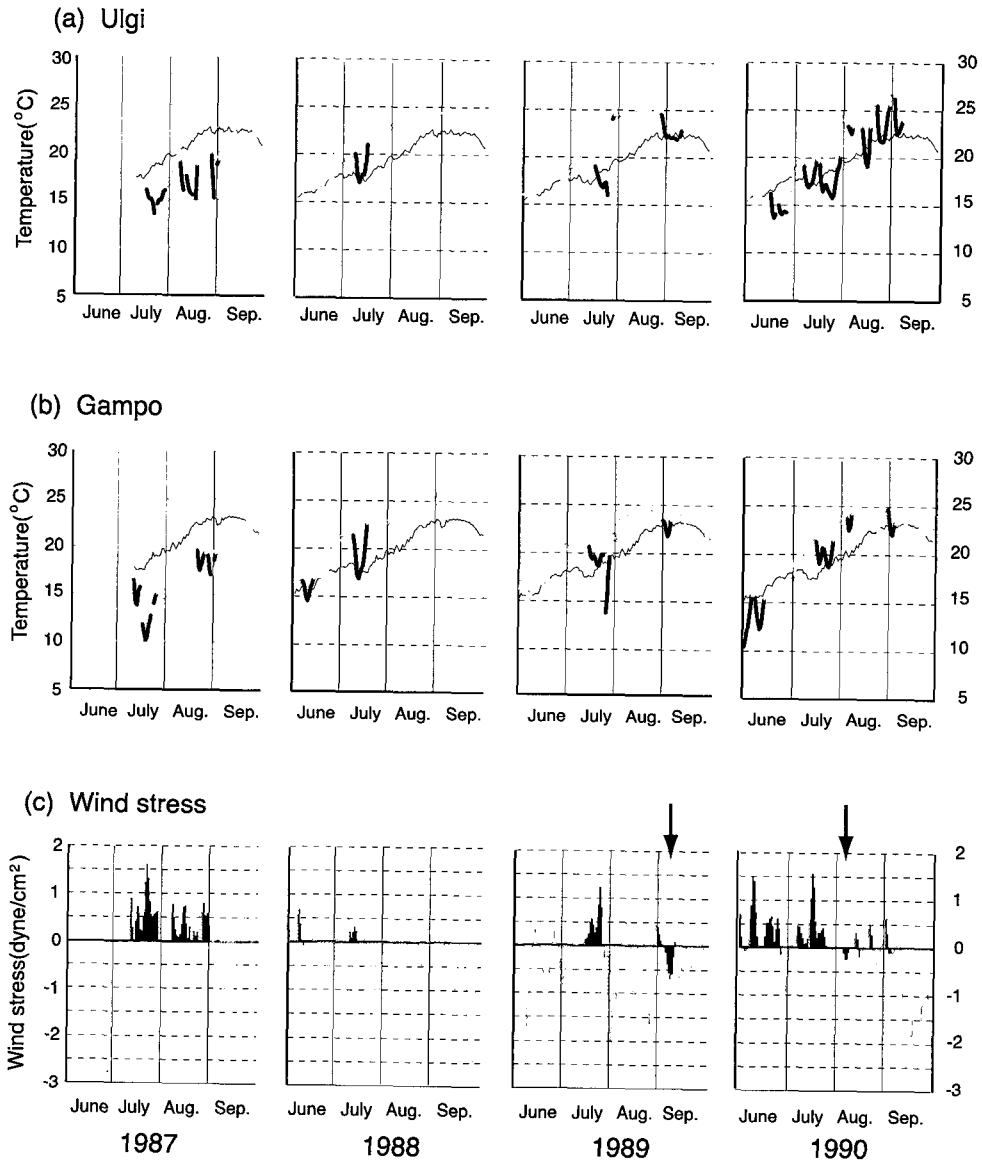 (a) Ulgi
Temperature(°C)
30
25
20
15
10
5
30
25
20
15
10
5
June July Aug. Sep.
June July Aug. Sep.
June July Aug. Sep.
June July Aug. Sep.
(b) Gampo
Temperature(°C)
30
25
20
15
10
5
30
25
20
15
10
5
June July Aug. Sep.
June July Aug. Sep.
June July Aug. Sep.
June July Aug. Sep.
(c) Wind stress
Wind stress(dyne/cm²)
2
1
0
-1
-2
-3
2
1
0
-1
-2
-3
June July Aug. Sep.
June July Aug. Sep.
June July Aug. Sep.
June July Aug. Sep.
1987
1988
1989
1990